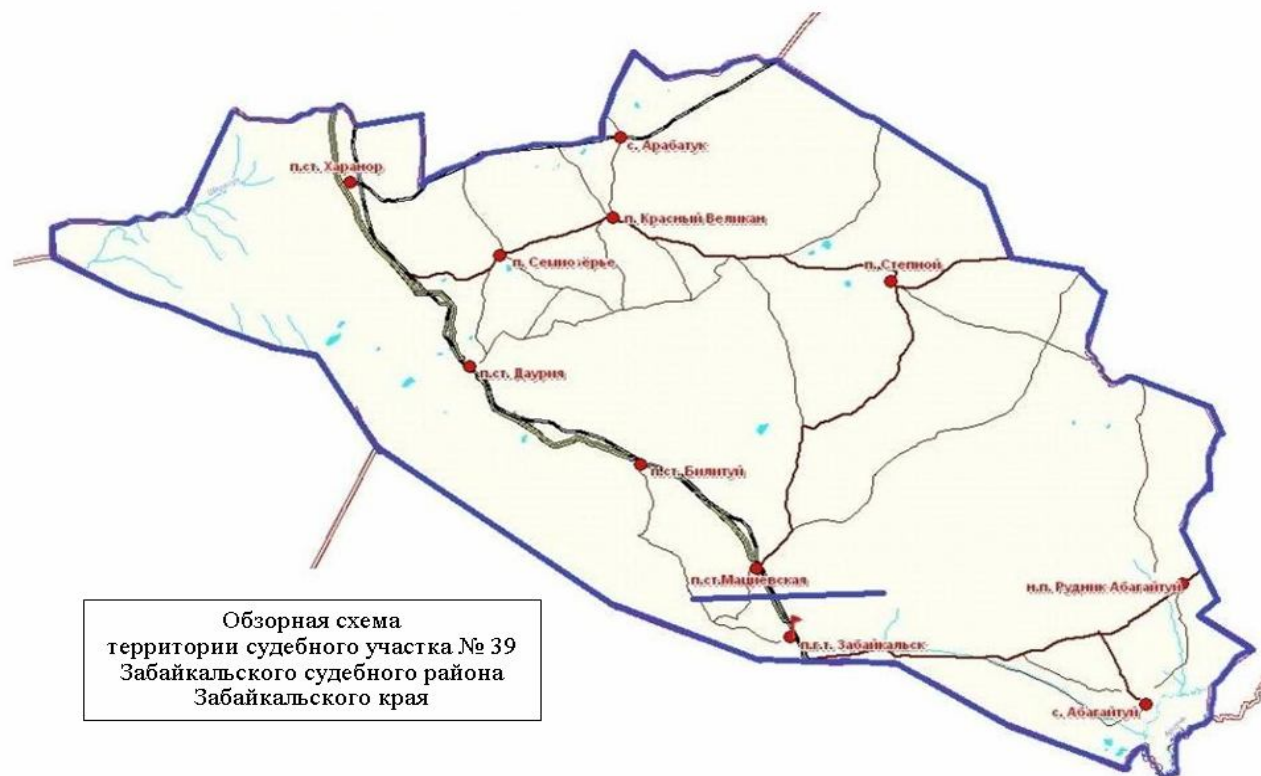 с. Арабатук
п.ст. Харанор
п. Красный Великан
п. Семиозёрье
п. Степной
п.ст. Даурия
п.ст. Билитуй
п.ст.Мациевская
н.п. Рудник Абагайтуй
п.г.т. Забайкальск
с. Абагайтуй
Обзорная схема
территории судебного участка № 39
Забайкальского судебного района
Забайкальского края